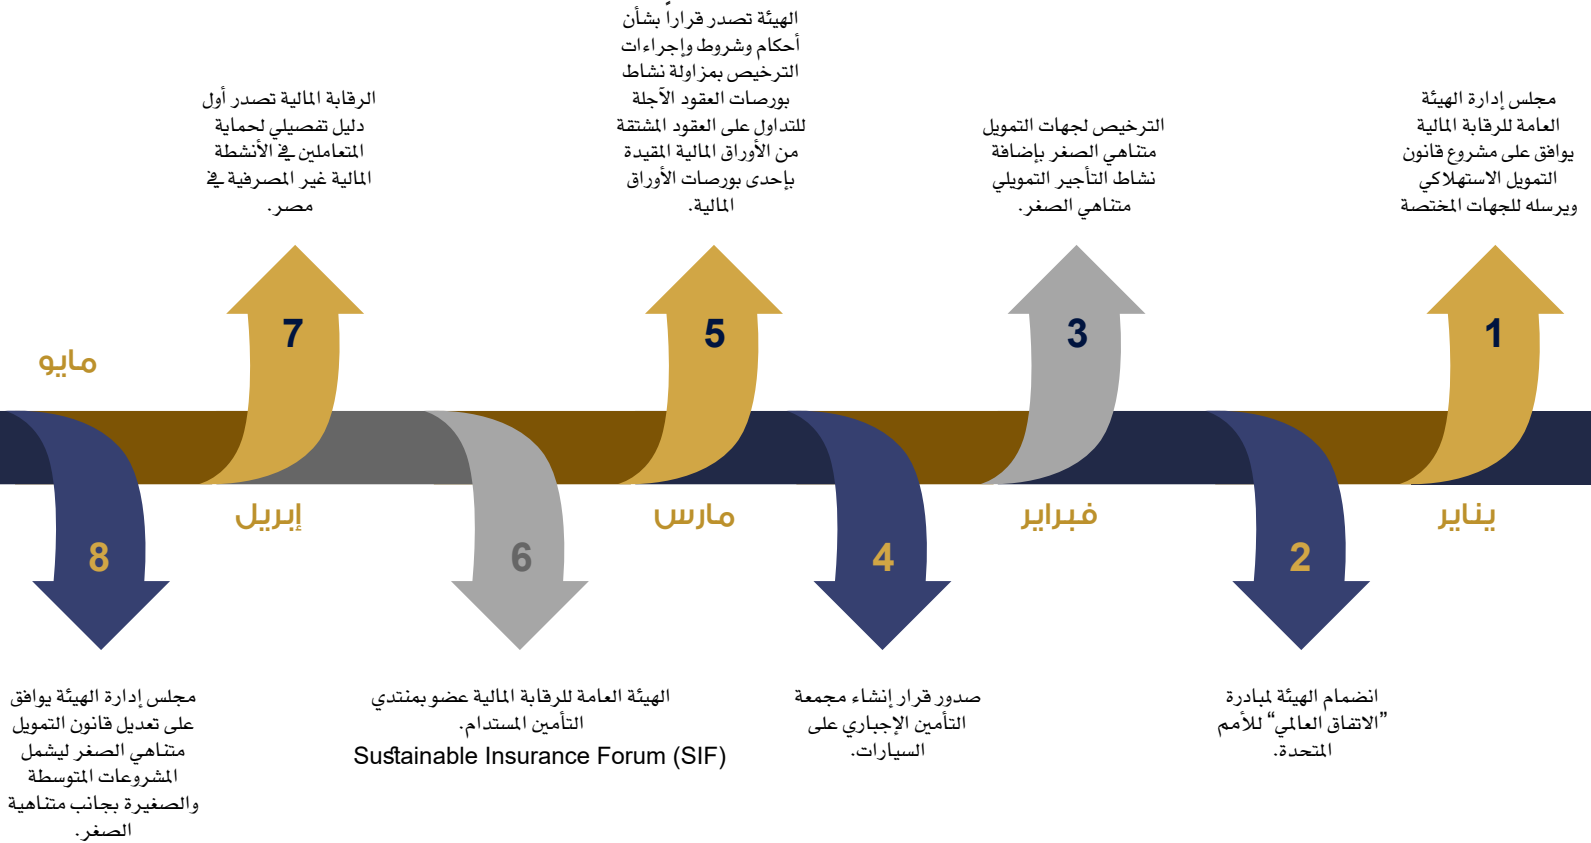 مجلس إدارة الهيئة
العامة للرقابة المالية
يوافق على مشروع قانون
التمويل الاستهلاكي
ويرسله للجهات المختصة
1
يناير
2
انضمام الهيئة لمبادرة
”الاتفاق العالمي“ للأمم
المتحدة.
الترخيص لجهات التمويل
متناهي الصغر بإضافة
نشاط التأجير التمويلي
متناهي الصغر.
3
فبراير
4
صدور قرار إنشاء مجمعة
التأمين الإجباري على
السيارات.
الهيئة تصدر قراراً بشأن
أحكام وشروط وإجراءات
الترخيص بمزاولة نشاط
بورصات العقود الآجلة
للتداول على العقود المشتقة
من الأوراق المالية المقيدة
بإحدى بورصات الأوراق
المالية.
5
مارس
6
الهيئة العامة للرقابة المالية عضو بمنتدي
التأمين المستدام.
Sustainable Insurance Forum (SIF)
الرقابة المالية تصدر أول
دليل تفصيلي لحماية
المتعاملين في الأنشطة
المالية غير المصرفية في
مصر.
7
إبريل
مايو
8
مجلس إدارة الهيئة يوافق
على تعديل قانون التمويل
متناهي الصغر ليشمل
المشروعات المتوسطة
والصغيرة بجانب متناهية
الصغر.